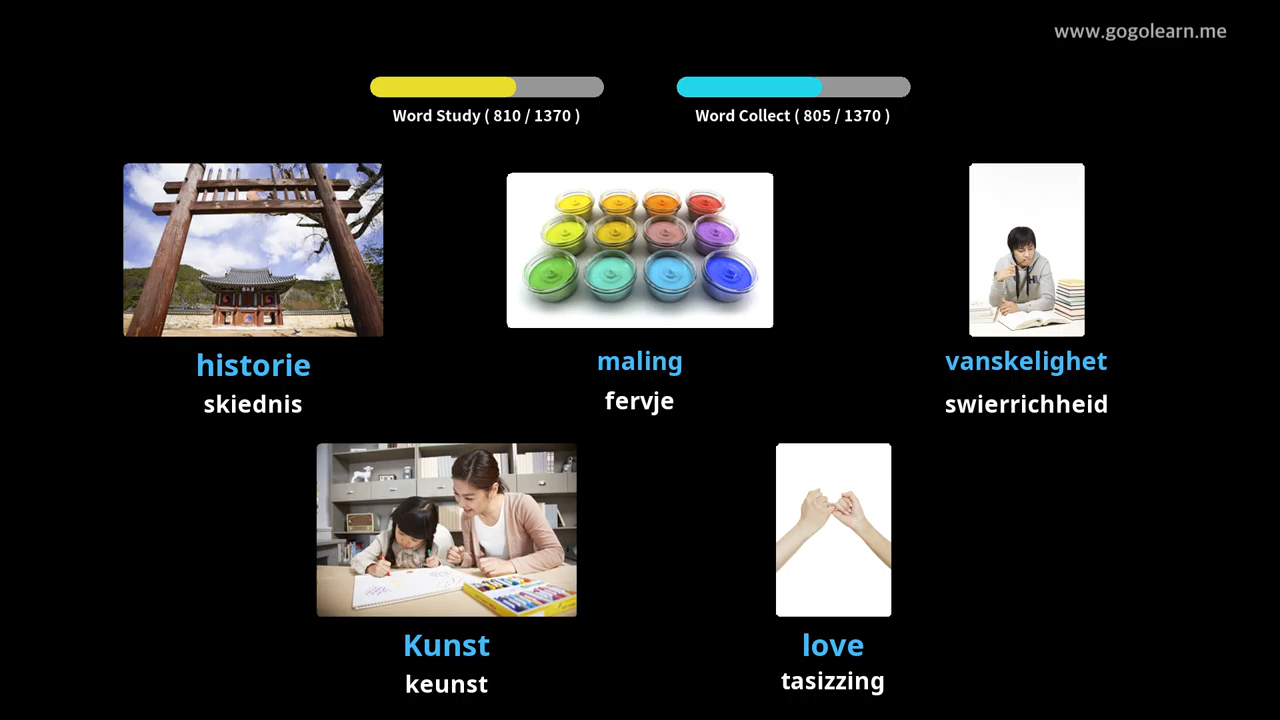 www.gogolearn.me
Word Study ( 810 / 1370 )
Word Collect ( 805 / 1370 )
historie
skiednis
maling
fervje
vanskelighet
swierrichheid
Kunst
keunst
love
tasizzing